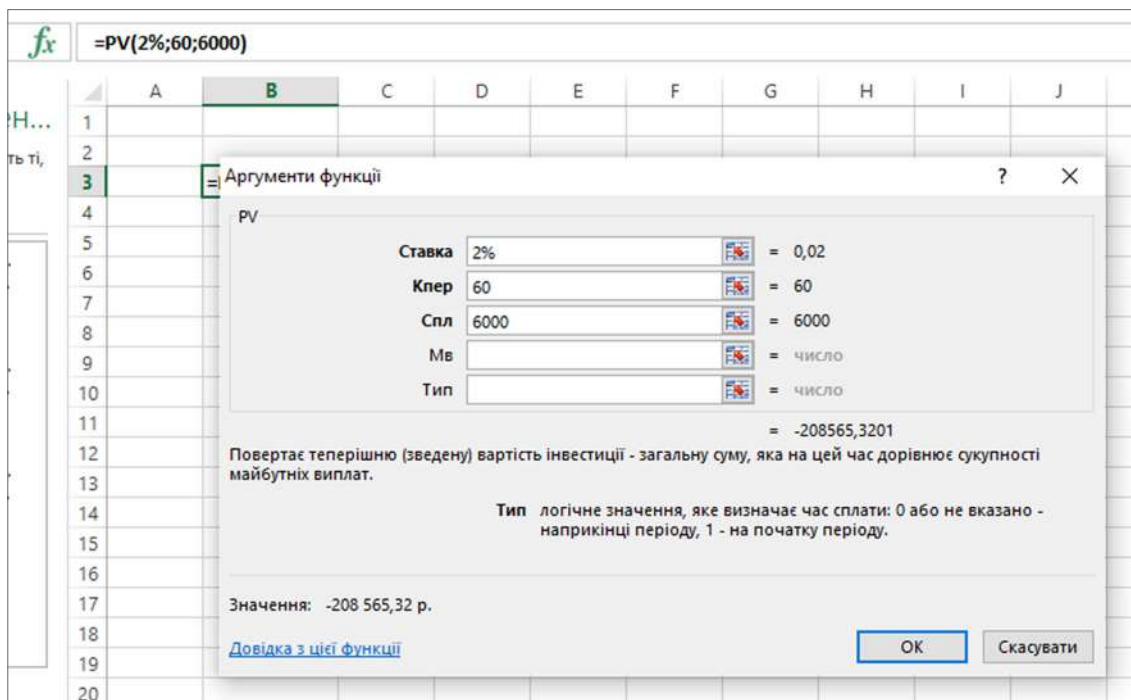 fx =PV(2%;60;6000)
A B C D E F G H I J
ен...
ть ті,
1
2
3 =
4
5
6
7
8
9
10
11
12
13
14
15
16
17
18
19
20
Аргументи функції ? ×
PV
Ставка 2% = 0,02
Кпер 60 = 60
Спл 6000 = 6000
Мв = число
Тип = число
= -208565,3201
Повертає теперішню (зведену) вартість інвестиції - загальну суму, яка на цей час дорівнює сукупності
майбутніх виплат.
Тип логічне значення, яке визначає час сплати: 0 або не вказано -
наприкінці періоду, 1 - на початку періоду.
Значення: -208 565,32 р.
Довідка з цієї функції OK Скасувати